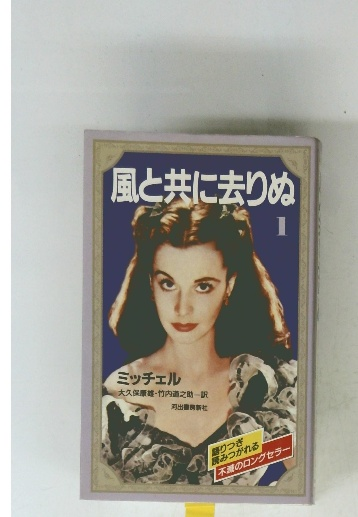 風と共に去りぬ
1
ミッチェル
大久保康雄・竹内道之助=訳
河出書房新社
語りつぎ
読みつがれる
不滅のロングセラー